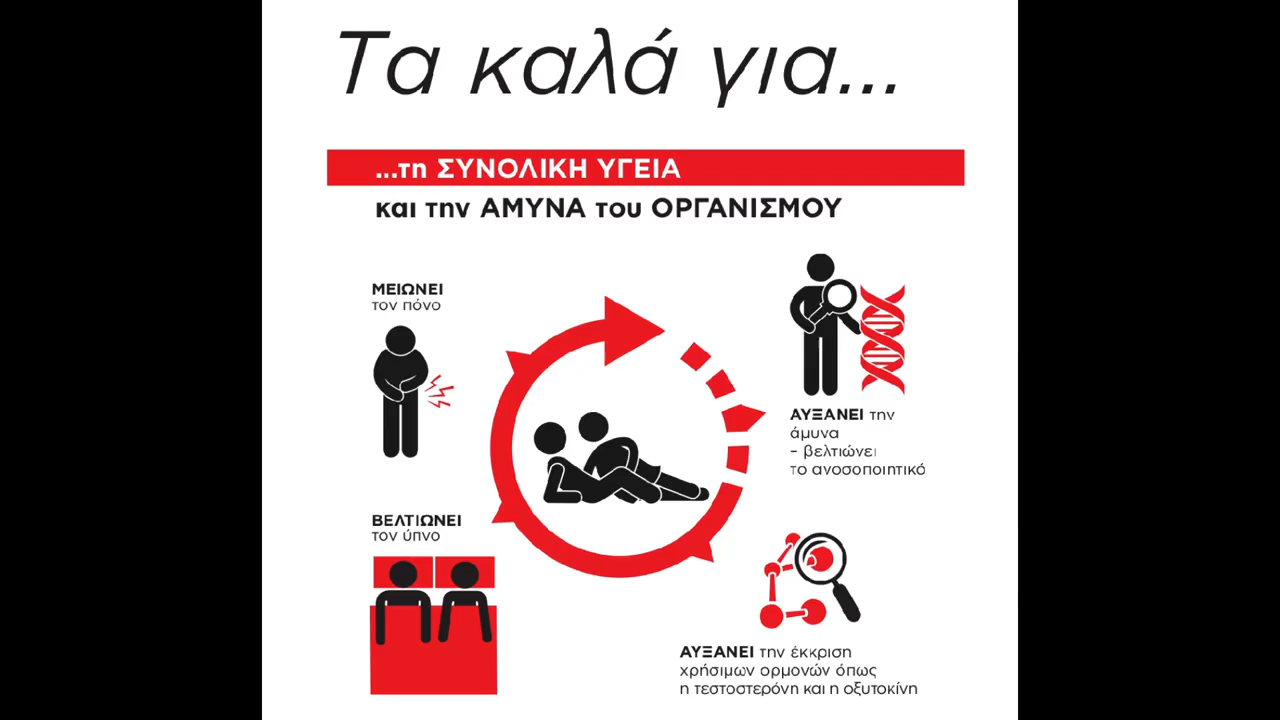 Τα καλά για...
...τη ΣΥΝΟΛΙΚΗ ΥΓΕΙΑ
και την ΑΜΥΝΑ του ΟΡΓΑΝΙΣΜΟΥ
ΜΕΙΩΝΕΙ
τον πόνο
ΑΥΞΑΝΕΙ την
άμυνα
– βελτιώνει
το ανοσοποιητικό
ΒΕΛΤΙΩΝΕΙ
τον ύπνο
ΑΥΞΑΝΕΙ την έκκριση
χρήσιμων ορμονών όπως
η τεστοστερόνη και η οξυτοκίνη